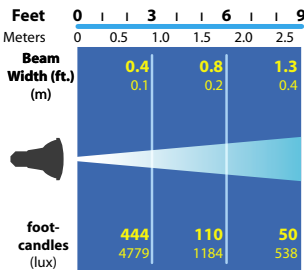 Feet 0 3 6 9
Meters 0 0.5 1.0 1.5 2.0 2.5
Beam
Width (ft.) 0.4 0.8 1.3
(m) 0.1 0.2 0.4
foot-
candles 444 110 50
(lux) 4779 1184 538